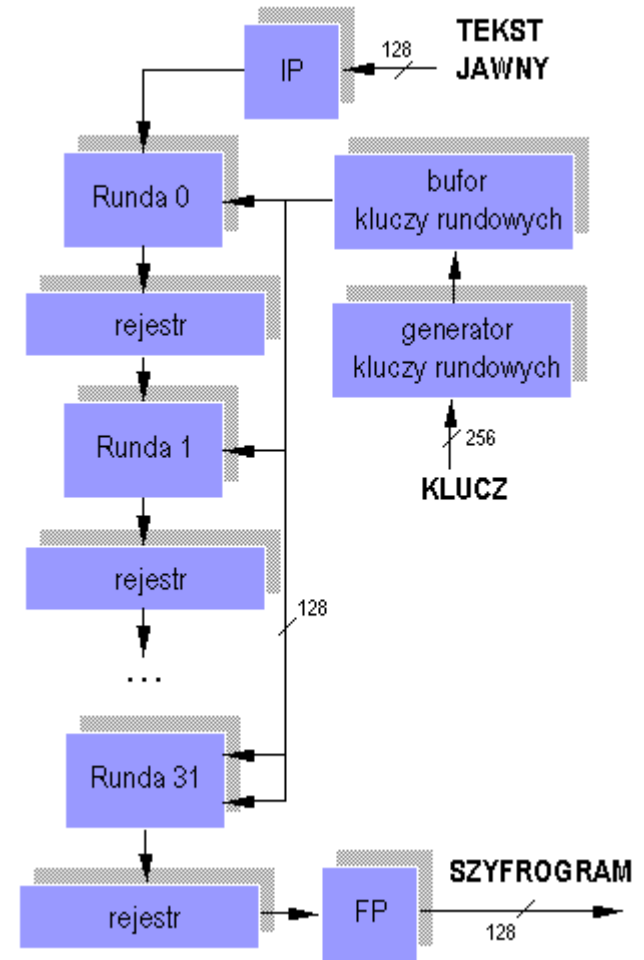 TEKST
JAWNY
128
IP
Runda 0
bufor
kluczy rundowych
rejestr
generator
kluczy rundowych
256
KLUCZ
Runda 1
rejestr
128
...
Runda 31
rejestr
FP
SZYFROGRAM
128